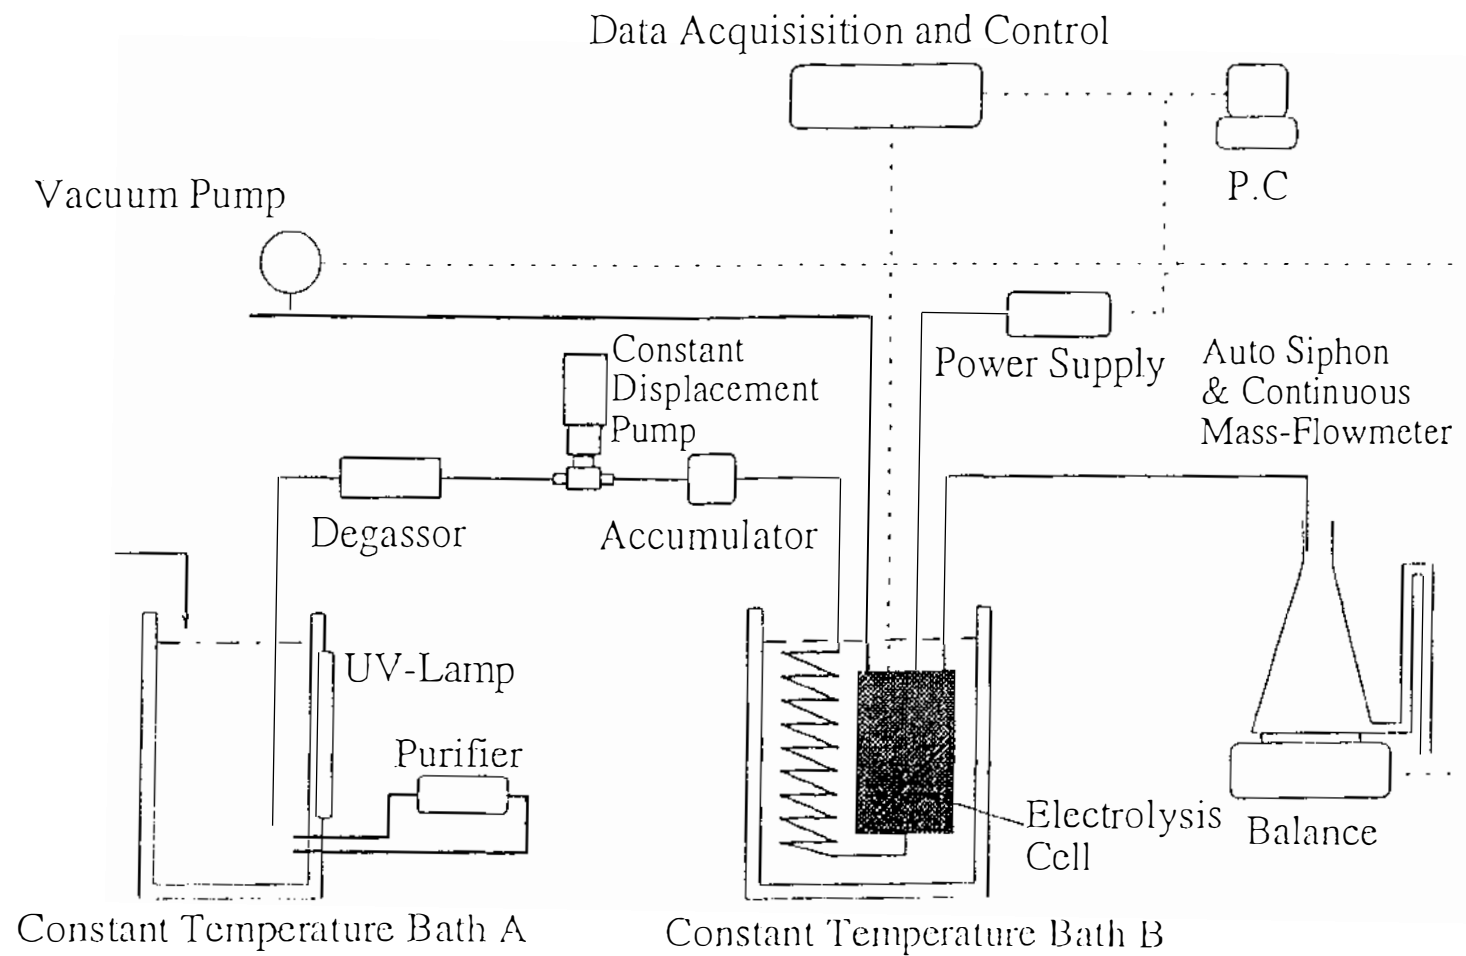 Data Acquisisition and Control
P.C
Vacuum Pump
Power Supply
Auto Siphon
& Continuous
Mass-Flowmeter
Constant
Displacement
Pump
Degassor
Accumulator
UV-Lamp
Purifier
Electrolysis
Cell
Balance
Constant Temperature Bath A
Constant Temperature Bath B